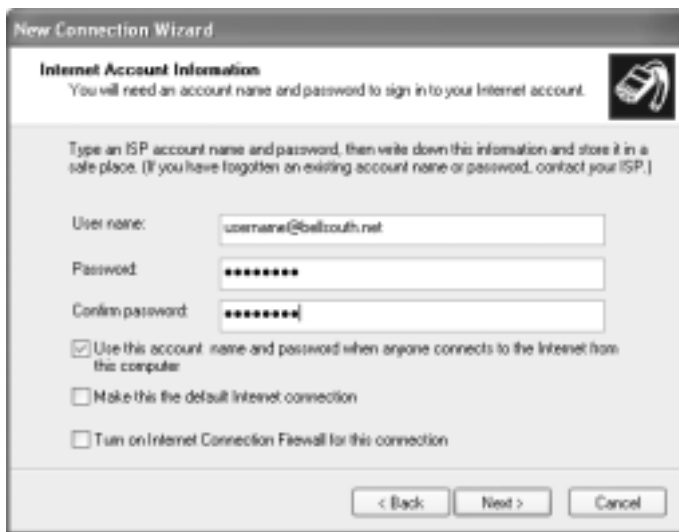 New Connection Wizard
Internet Account Information
You will need an account name and password to sign in to your Internet account.
Type an ISP account name and password, then write down this information and store it in a
safe place. (If you have forgotten an existing account name or password, contact your ISP.)
User name:
username@bellsouth.net
Password:
••••••••
Confirm password:
••••••••
Use this account name and password when anyone connects to the Internet from
this computer
Make this the default Internet connection
Turn on Internet Connection Firewall for this connection
< Back
Next >
Cancel